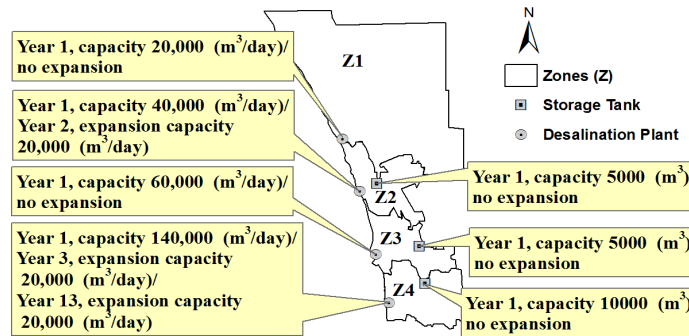 Year 1, capacity 20,000 (m³/day)/
no expansion
Year 1, capacity 40,000 (m³/day)/
Year 2, expansion capacity
20,000 (m³/day)
Year 1, capacity 60,000 (m³/day)/
no expansion
Year 1, capacity 140,000 (m³/day)/
Year 3, expansion capacity
20,000 (m³/day)/
Year 13, expansion capacity
20,000 (m³/day)
Z1
Z2
Z3
Z4
N
Zones (Z)
Storage Tank
Desalination Plant
Year 1, capacity 5000 (m³)
no expansion
Year 1, capacity 5000 (m³)
no expansion
Year 1, capacity 10000 (m³)
no expansion